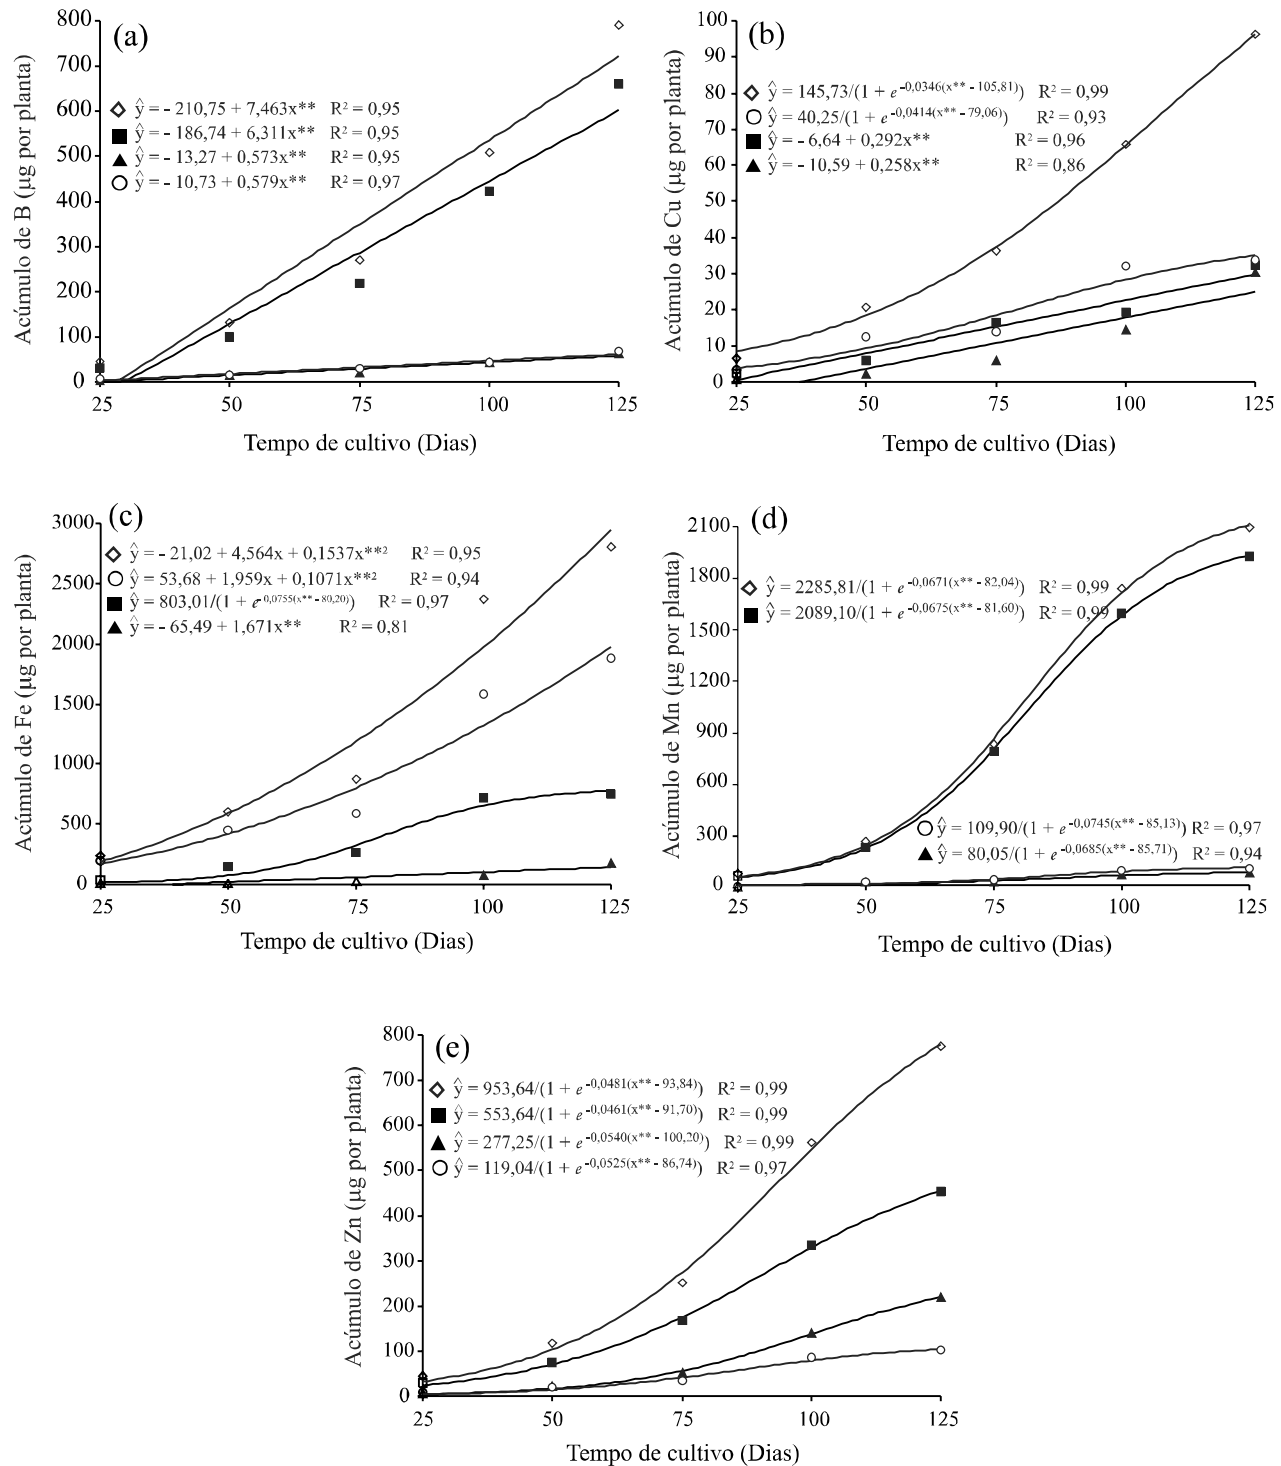 (a)
Acúmulo de B (µg por planta)
800
700
600
500
400
300
200
100
0
ŷ = - 210,75 + 7,463x** R² = 0,95
ŷ = - 186,74 + 6,311x** R² = 0,95
ŷ = - 13,27 + 0,573x** R² = 0,95
ŷ = - 10,73 + 0,579x** R² = 0,97
25 50 75 100 125
Tempo de cultivo (Dias)
(b)
Acúmulo de Cu (µg por planta)
100
90
80
70
60
50
40
30
20
10
0
ŷ = 145,73/(1 + e^-0,0346(x** - 105,81)) R² = 0,99
ŷ = 40,25/(1 + e^-0,0414(x** - 79,06)) R² = 0,93
ŷ = - 6,64 + 0,292x** R² = 0,96
ŷ = - 10,59 + 0,258x** R² = 0,86
25 50 75 100 125
Tempo de cultivo (Dias)
(c)
Acúmulo de Fe (µg por planta)
3000
2500
2000
1500
1000
500
0
ŷ = - 21,02 + 4,564x + 0,1537x**² R² = 0,95
ŷ = 53,68 + 1,959x + 0,1071x**² R² = 0,94
ŷ = 803,01/(1 + e^-0,0755(x** - 80,20)) R² = 0,97
ŷ = - 65,49 + 1,671x** R² = 0,81
25 50 75 100 125
Tempo de cultivo (Dias)
(d)
Acúmulo de Mn (µg por planta)
2100
1800
1500
1200
900
600
300
0
ŷ = 2285,81/(1 + e^-0,0671(x** - 82,04)) R² = 0,99
ŷ = 2089,10/(1 + e^-0,0675(x** - 81,60)) R² = 0,99
ŷ = 109,90/(1 + e^-0,0745(x** - 85,13)) R² = 0,97
ŷ = 80,05/(1 + e^-0,0685(x** - 85,71)) R² = 0,94
25 50 75 100 125
Tempo de cultivo (Dias)
(e)
Acúmulo de Zn (µg por planta)
800
700
600
500
400
300
200
100
0
ŷ = 953,64/(1 + e^-0,0481(x** - 93,84)) R² = 0,99
ŷ = 553,64/(1 + e^-0,0461(x** - 91,70)) R² = 0,99
ŷ = 277,25/(1 + e^-0,0540(x** - 100,20)) R² = 0,99
ŷ = 119,04/(1 + e^-0,0525(x** - 86,74)) R² = 0,97
25 50 75 100 125
Tempo de cultivo (Dias)